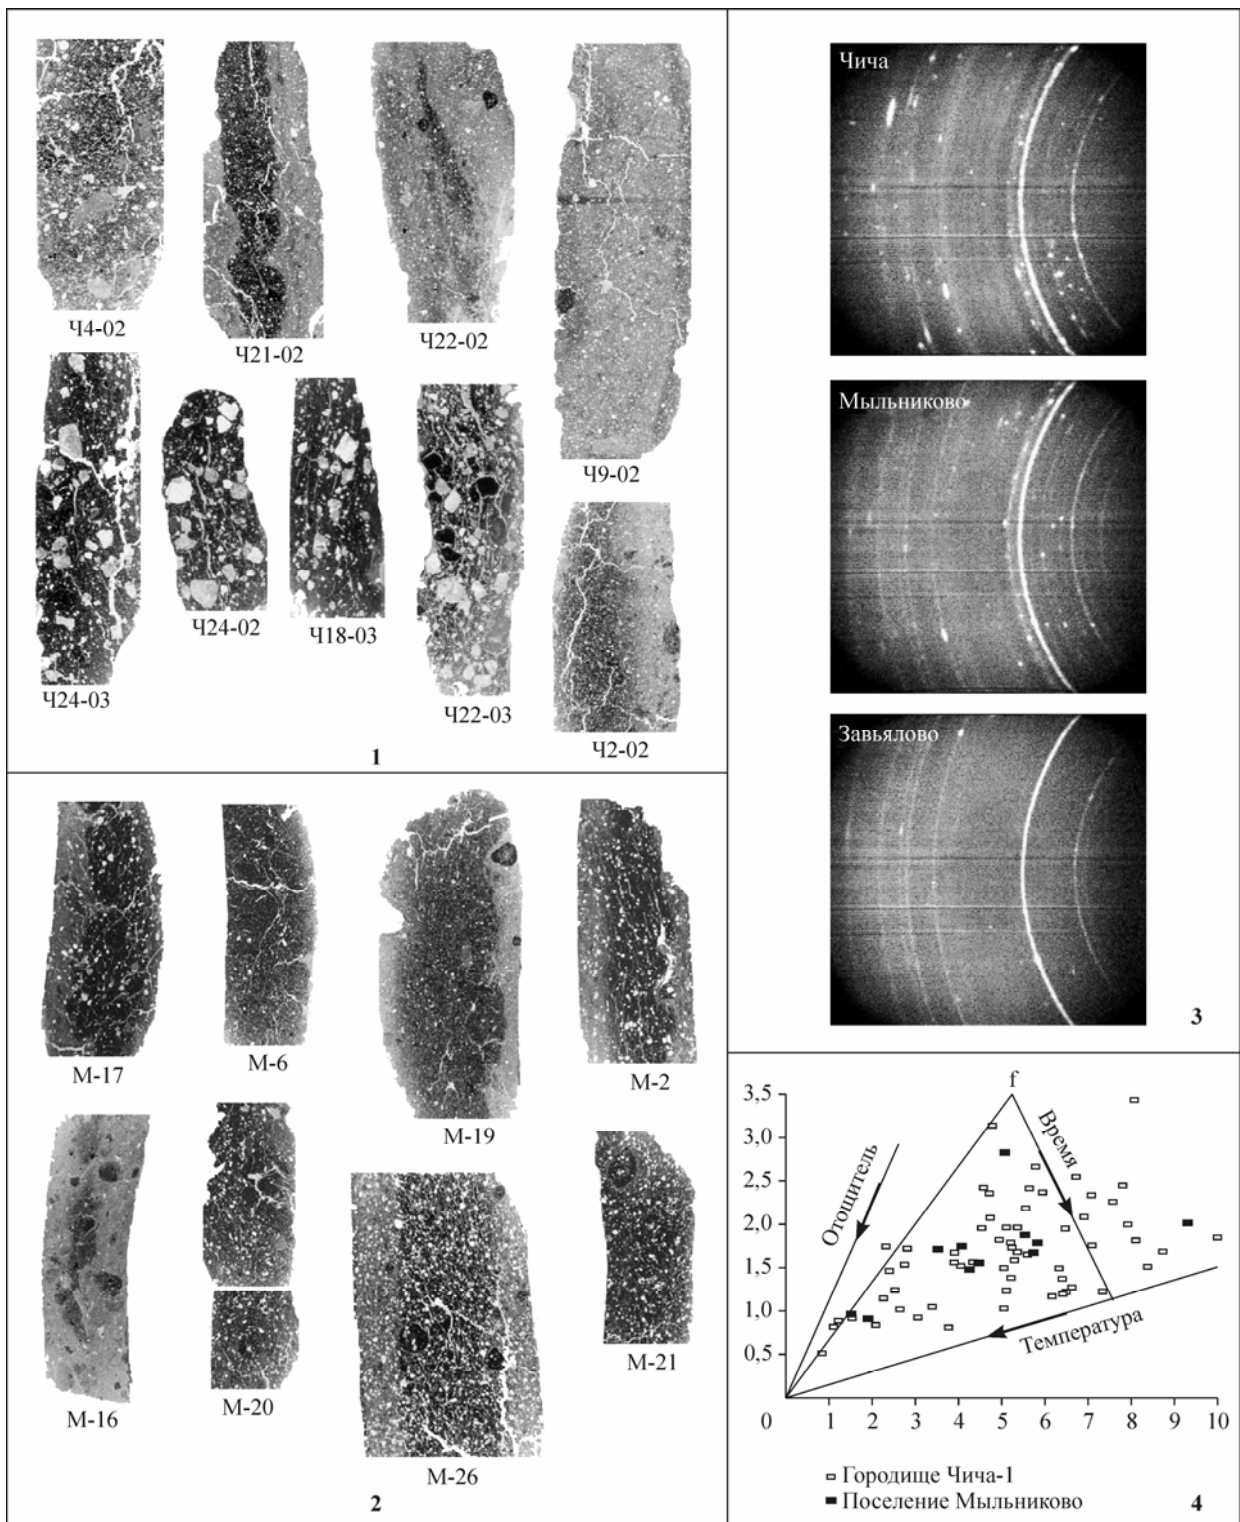 Ч4-02
Ч21-02
Ч22-02
Ч9-02
Ч24-03
Ч24-02
Ч18-03
Ч22-03
Ч2-02
1
М-17
М-6
М-19
М-2
М-16
М-20
М-26
М-21
2
Чича
Мыльниково
Завьялово
3
f
3,5
3,0
2,5
2,0
1,5
1,0
0,5
0 1 2 3 4 5 6 7 8 9 10
Отощитель
Время
Температура
Городище Чича-1
Поселение Мыльниково
4